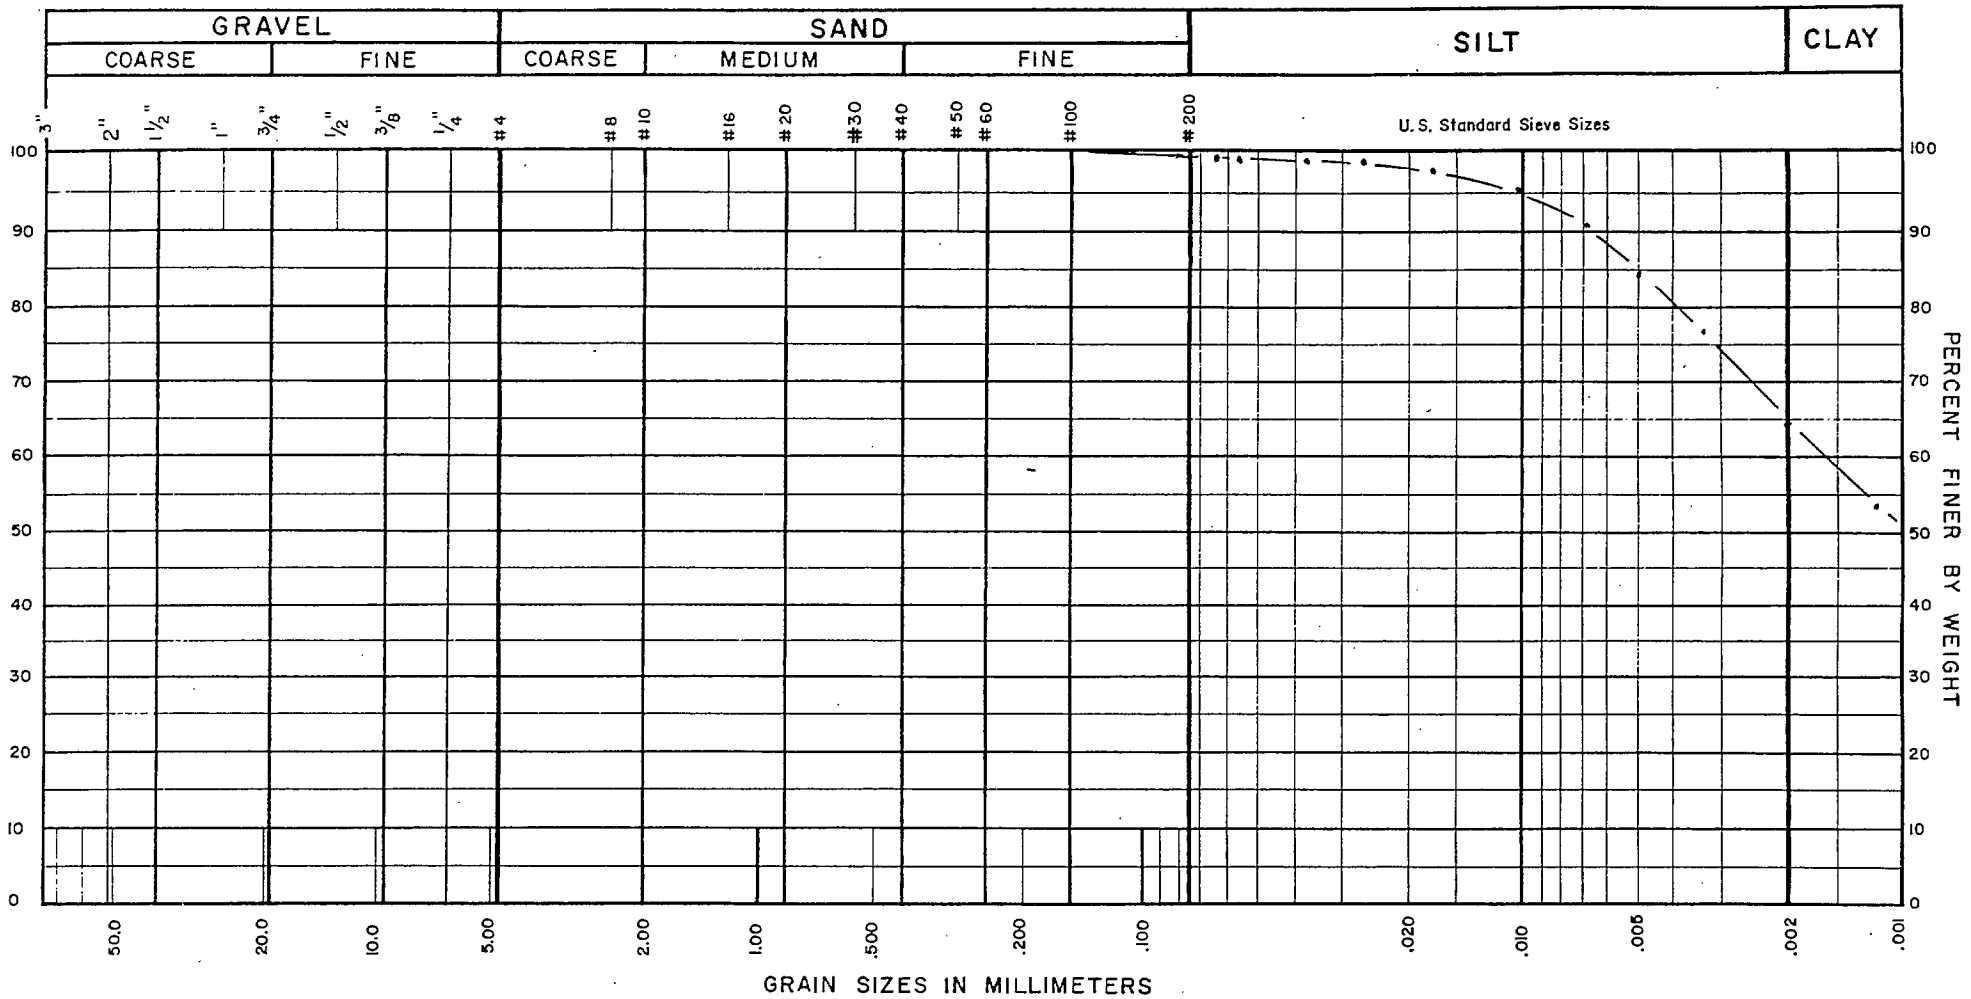 GRAVEL SAND SILT CLAY
COARSE FINE COARSE MEDIUM FINE
3" 2" 1 1/2" 1" 3/4" 1/2" 3/8" 1/4" #4 #8 #10 #16 #20 #30 #40 #50 #60 #100 #200 U.S. Standard Sieve Sizes
100 100
90 90
80 80
70 70
60 60
50 50
40 40
30 30
20 20
10 10
0 0
PERCENT FINER BY WEIGHT
50.0 20.0 10.0 5.00 2.00 1.00 .500 .200 .100 .020 .010 .005 .002 .001
GRAIN SIZES IN MILLIMETERS